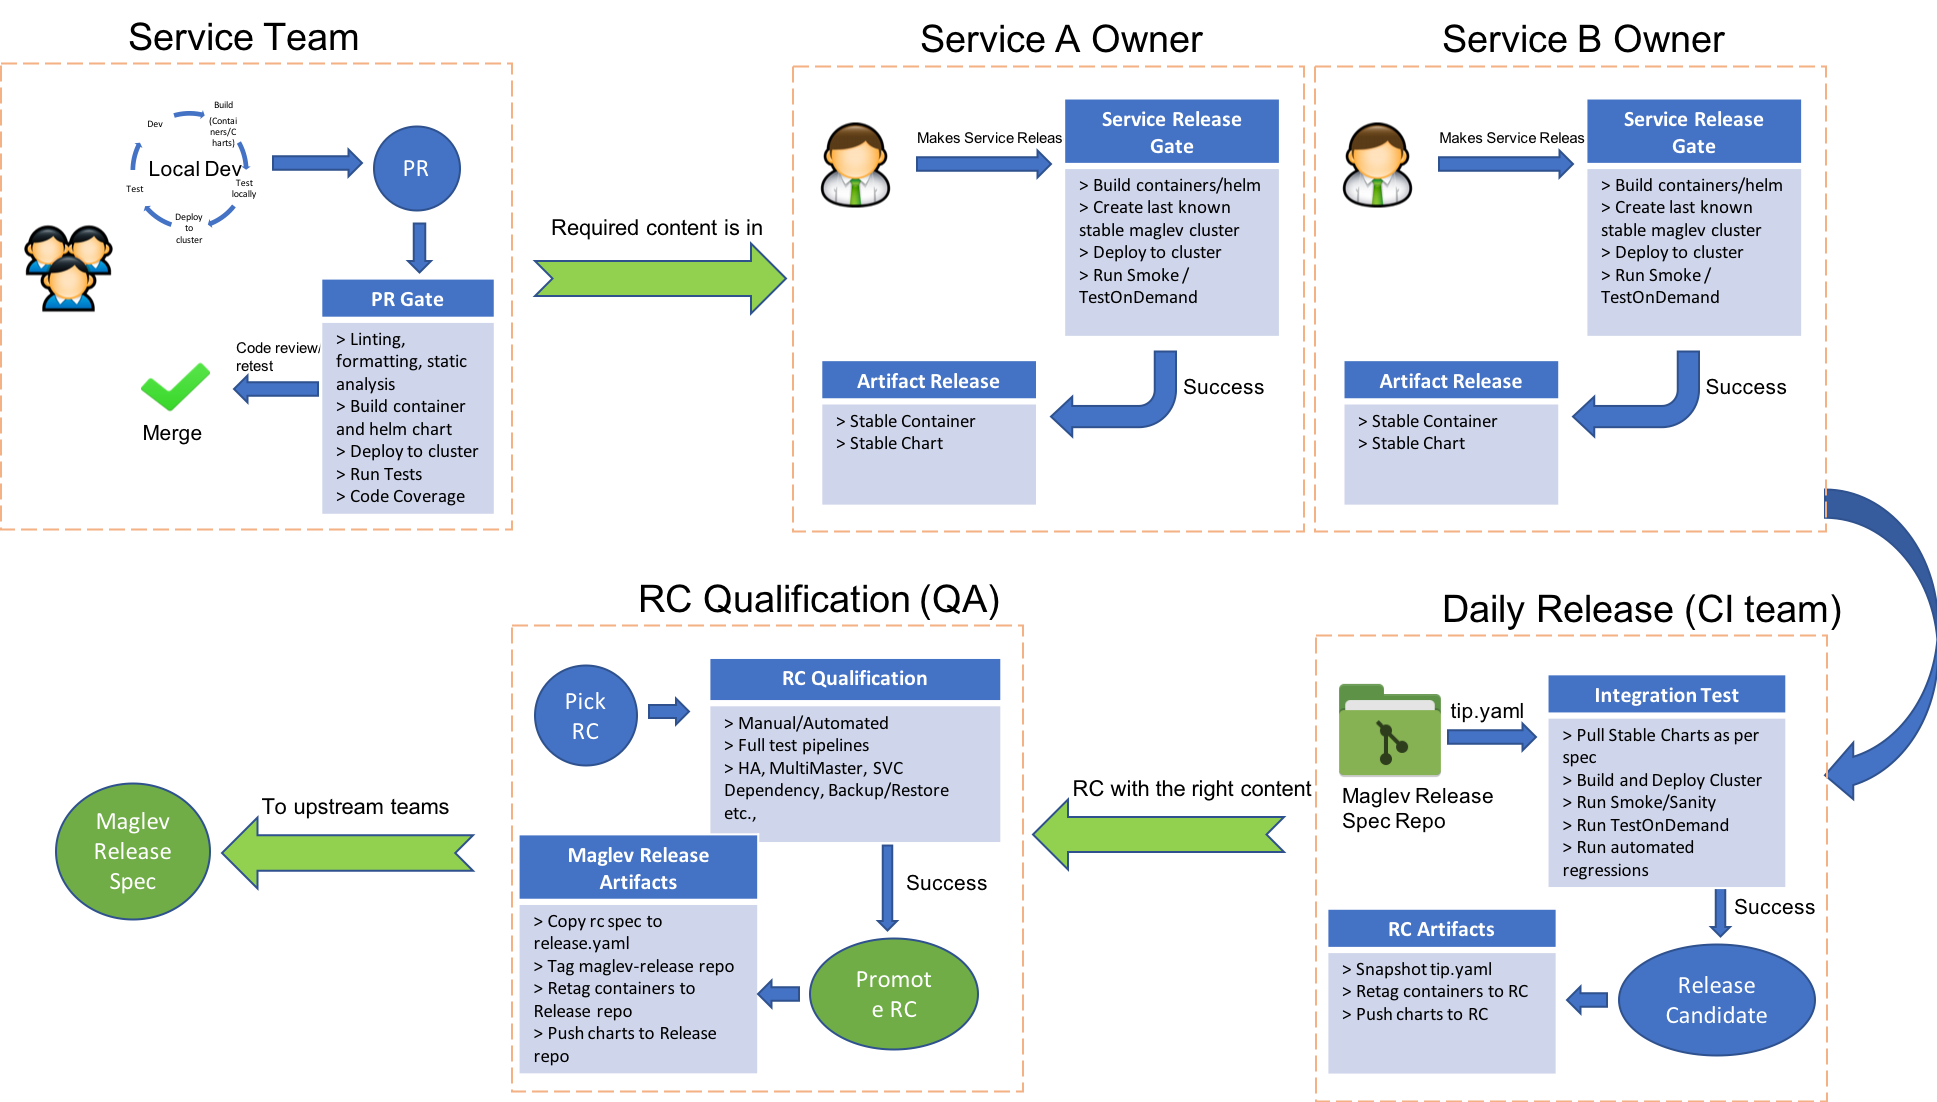 Service Team
Build
(Contai
ners/C
harts)
Dev
Local Dev
Test
locally
Test
Deploy
to
cluster
PR
PR Gate
> Linting,
formatting, static
analysis
> Build container
and helm chart
> Deploy to cluster
> Run Tests
> Code Coverage
Code review/
retest
Merge
Required content is in
Service A Owner
Makes Service Releas
Service Release
Gate
> Build containers/helm
> Create last known
stable maglev cluster
> Deploy to cluster
> Run Smoke /
TestOnDemand
Success
Artifact Release
> Stable Container
> Stable Chart
Service B Owner
Makes Service Releas
Service Release
Gate
> Build containers/helm
> Create last known
stable maglev cluster
> Deploy to cluster
> Run Smoke /
TestOnDemand
Success
Artifact Release
> Stable Container
> Stable Chart
Daily Release (CI team)
Maglev Release
Spec Repo
tip.yaml
Integration Test
> Pull Stable Charts as per
spec
> Build and Deploy Cluster
> Run Smoke/Sanity
> Run TestOnDemand
> Run automated
regressions
Success
Release
Candidate
RC Artifacts
> Snapshot tip.yaml
> Retag containers to RC
> Push charts to RC
RC with the right content
RC Qualification (QA)
Pick
RC
RC Qualification
> Manual/Automated
> Full test pipelines
> HA, MultiMaster, SVC
Dependency, Backup/Restore
etc.,
Success
Promot
e RC
Maglev Release
Artifacts
> Copy rc spec to
release.yaml
> Tag maglev-release repo
> Retag containers to
Release repo
> Push charts to Release
repo
To upstream teams
Maglev
Release
Spec